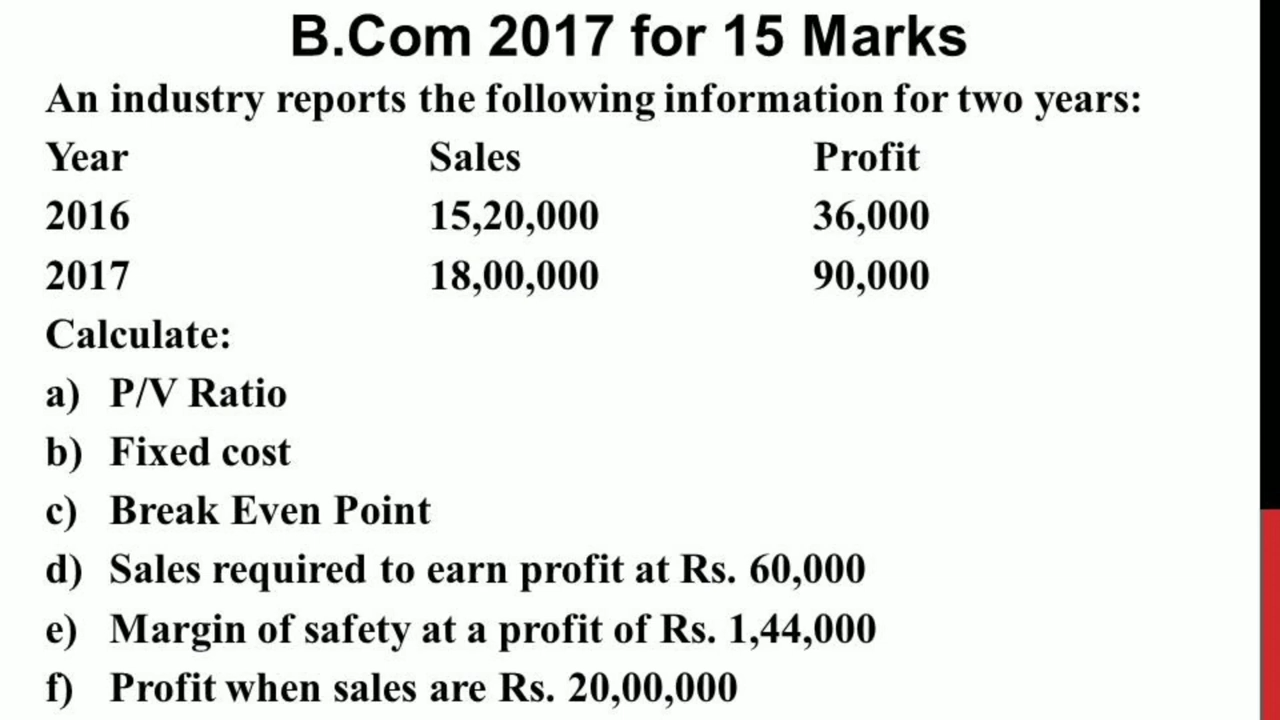 B.Com 2017 for 15 Marks
An industry reports the following information for two years:
Year Sales Profit
2016 15,20,000 36,000
2017 18,00,000 90,000
Calculate:
a) P/V Ratio
b) Fixed cost
c) Break Even Point
d) Sales required to earn profit at Rs. 60,000
e) Margin of safety at a profit of Rs. 1,44,000
f) Profit when sales are Rs. 20,00,000